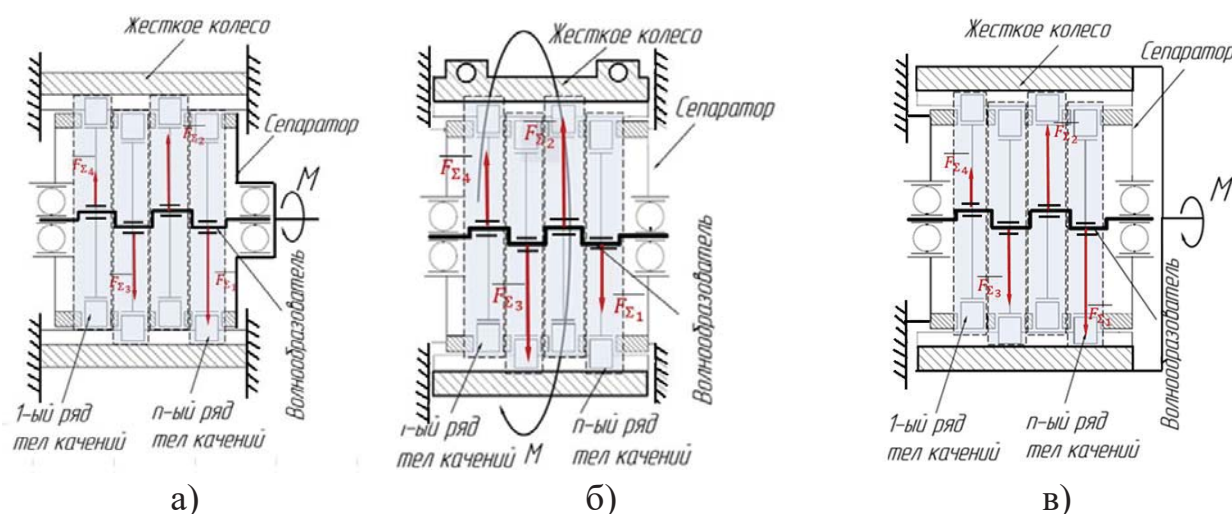 Жесткое колесо
Сепаратор
F_Σ4
F_Σ2
F_Σ3
F_Σ1
M
Волнообразователь
1-ый ряд
тел качений
n-ый ряд
тел качений
а)
Жесткое колесо
Сепаратор
F_Σ4
F_Σ2
F_Σ3
F_Σ1
Волнообразователь
ı-ый ряд
тел качений
M
n-ый ряд
тел качений
б)
Жесткое колесо
Сепаратор
F_Σ4
F_Σ2
F_Σ3
F_Σ1
M
Волнообразователь
1-ый ряд
тел качений
n-ый ряд
тел качений
в)